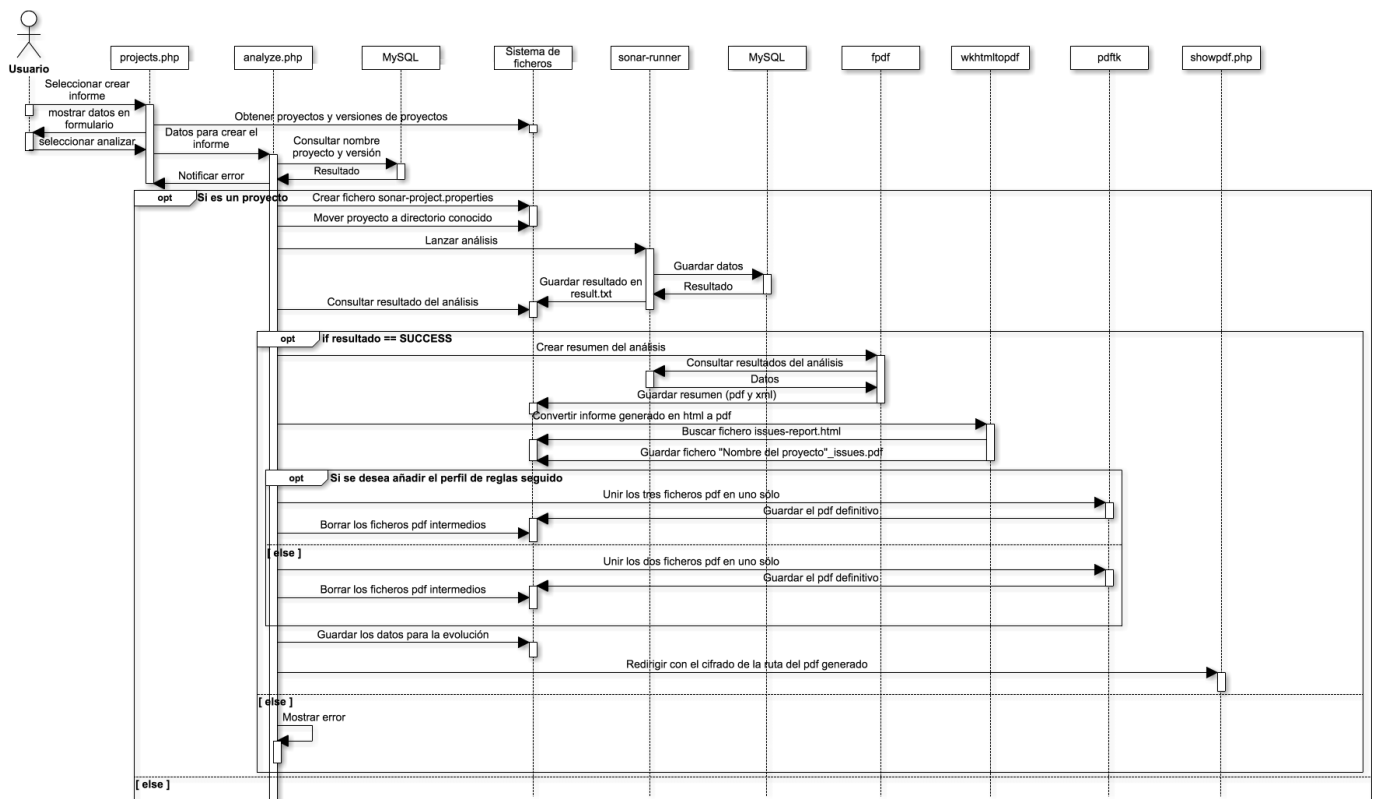 Usuario
projects.php
analyze.php
MySQL
Sistema de
ficheros
sonar-runner
MySQL
fpdf
wkhtmltopdf
pdftk
showpdf.php
Seleccionar crear
informe
mostrar datos en
formulario
Obtener proyectos y versiones de proyectos
seleccionar analizar
Datos para crear el
informe
Consultar nombre
proyecto y versión
Resultado
Notificar error
opt
Si es un proyecto
Crear fichero sonar-project.properties
Mover proyecto a directorio conocido
Lanzar análisis
Guardar datos
Resultado
Guardar resultado en
result.txt
Consultar resultado del análisis
opt
if resultado == SUCCESS
Crear resumen del análisis
Consultar resultados del análisis
Datos
Guardar resumen (pdf y xml)
Convertir informe generado en html a pdf
Buscar fichero issues-report.html
Guardar fichero "Nombre del proyecto"_issues.pdf
opt
Si se desea añadir el perfil de reglas seguido
Unir los tres ficheros pdf en uno sólo
Guardar el pdf definitivo
Borrar los ficheros pdf intermedios
[ else ]
Unir los dos ficheros pdf en uno sólo
Guardar el pdf definitivo
Borrar los ficheros pdf intermedios
Guardar los datos para la evolución
Redirigir con el cifrado de la ruta del pdf generado
[ else ]
Mostrar error
[ else ]